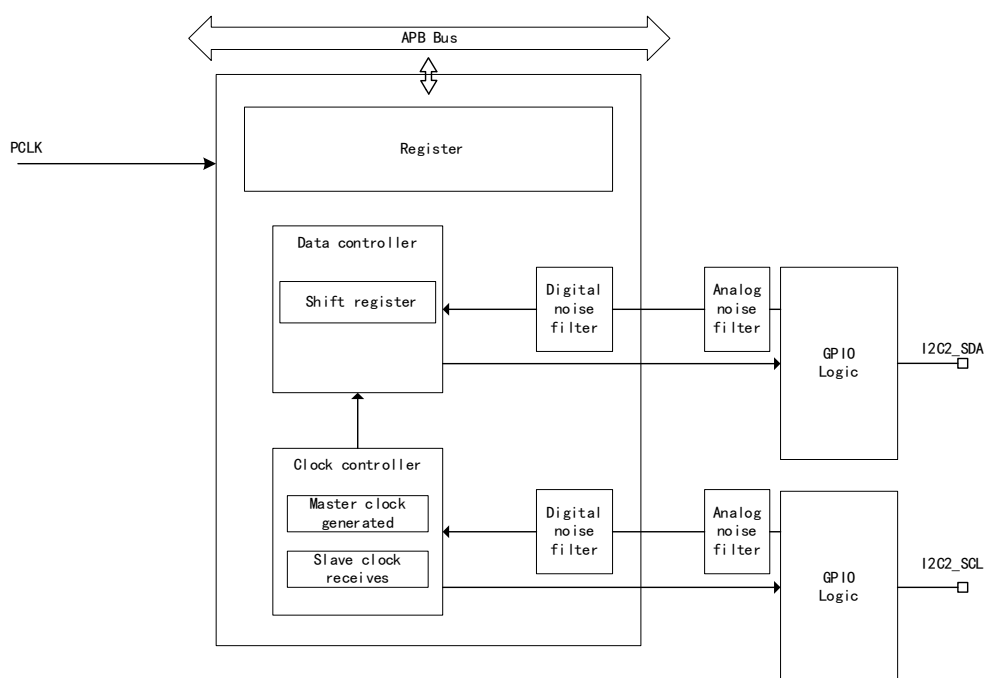 APB Bus
PCLK
Register
Data controller
Shift register
Digital
noise
filter
Analog
noise
filter
GPIO
Logic
I2C2_SDA
Clock controller
Master clock
generated
Slave clock
receives
Digital
noise
filter
Analog
noise
filter
GPIO
Logic
I2C2_SCL